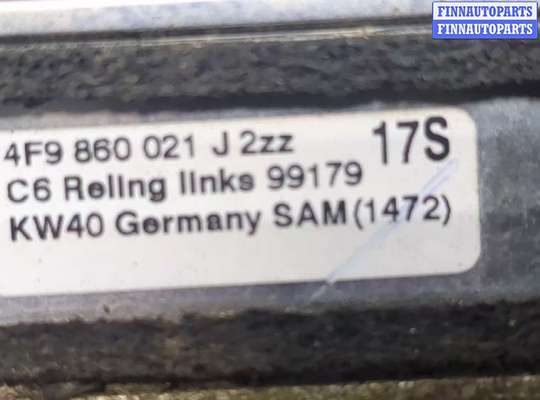 FINNAUTOPARTS
FINNAUTOPARTS
4F9 860 021 J 2zz 17S
C6 Reling links 99179
KW40 Germany SAM (1472)